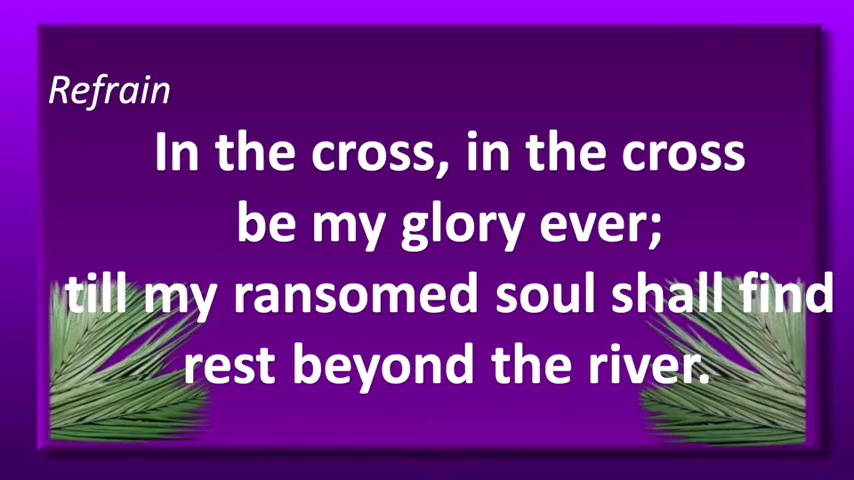 Refrain
In the cross, in the cross
be my glory ever;
till my ransomed soul shall find
rest beyond the river.